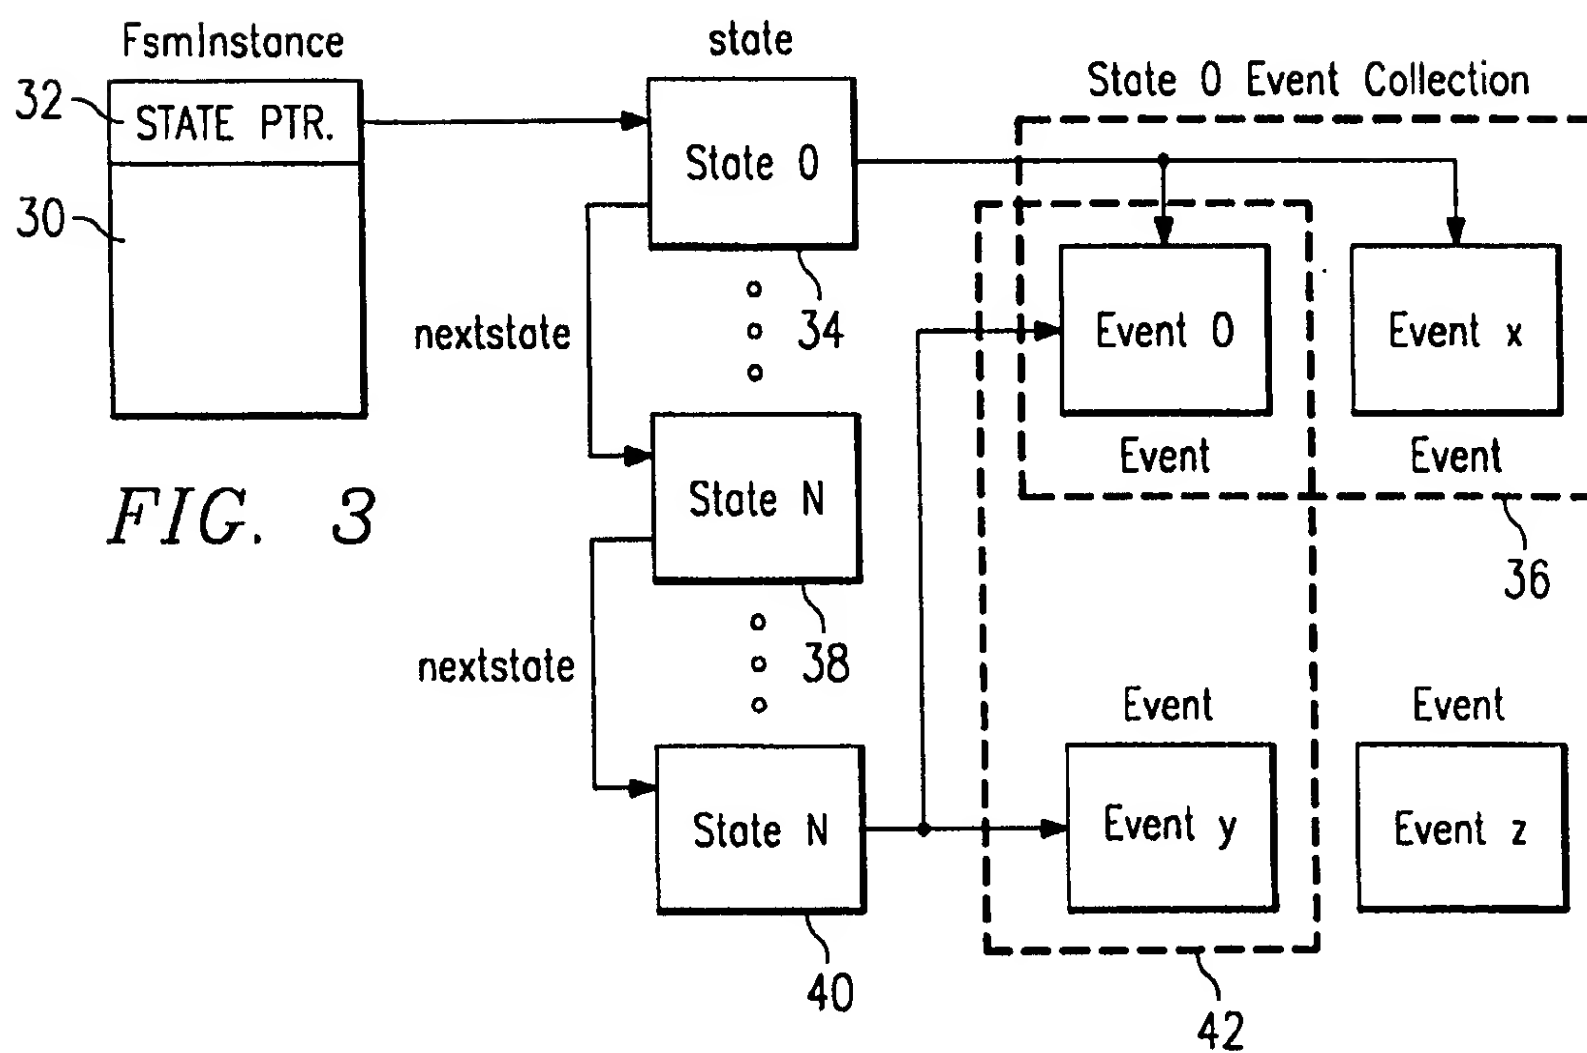 FsmInstance
state
State 0 Event Collection
32
STATE PTR.
State 0
30
34
nextstate
Event 0
Event x
Event
Event
FIG. 3
State N
36
38
nextstate
Event
Event
State N
Event y
Event z
40
42